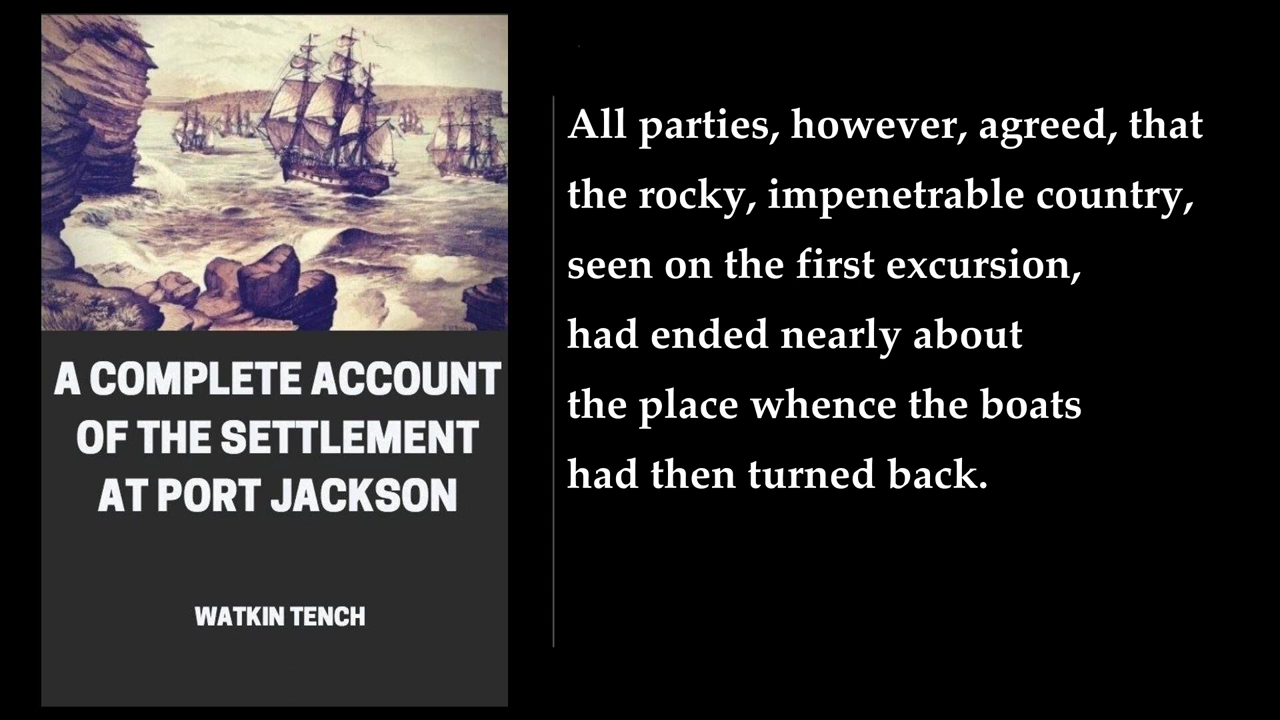 A COMPLETE ACCOUNT
OF THE SETTLEMENT
AT PORT JACKSON
WATKIN TENCH
All parties, however, agreed, that
the rocky, impenetrable country,
seen on the first excursion,
had ended nearly about
the place whence the boats
had then turned back.